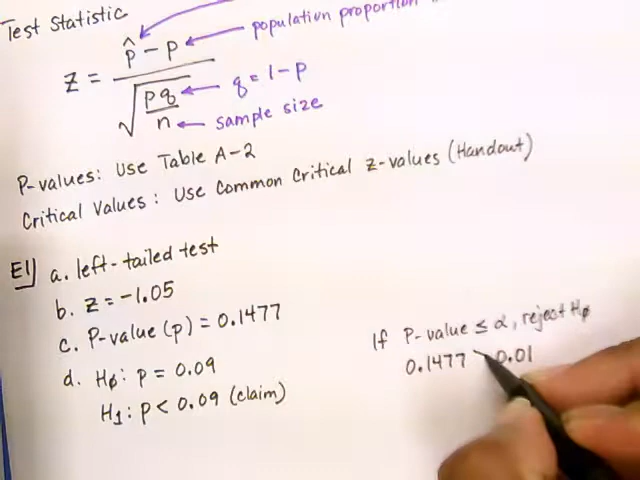 Test Statistic
p̂ - p ← population proportion
z =
√ pq/n
q = 1 - p
n ← sample size
P-values: Use Table A-2
Critical Values: Use Common Critical z-values (Handout)
E1) a. left-tailed test
b. z = -1.05
c. P-value (p) = 0.1477
d. HØ: p = 0.09
H1: p < 0.09 (claim)
If P-value ≤ α, reject HØ
0.1477 0.01